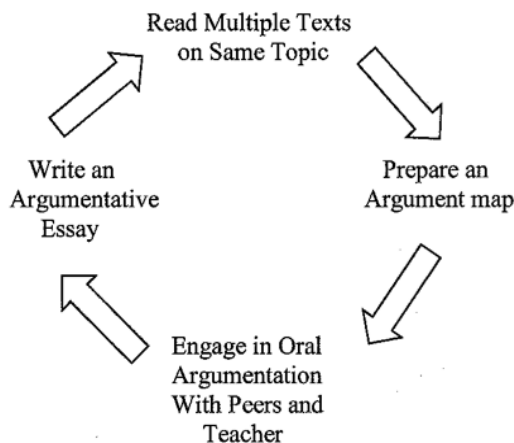 Read Multiple Texts
on Same Topic
Prepare an
Argument map
Engage in Oral
Argumentation
With Peers and
Teacher
Write an
Argumentative
Essay